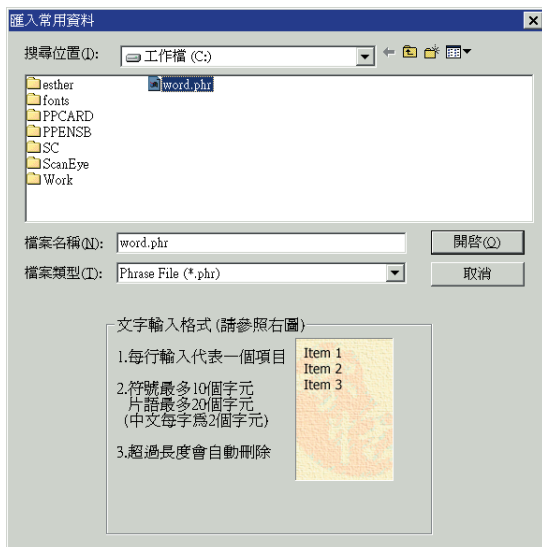 匯入常用資料
搜尋位置(I):
工作檔 (C:)
esther
fonts
PPCARD
PPENSB
SC
ScanEye
Work
word.phr
檔案名稱(N):
word.phr
開啓(O)
檔案類型(T):
Phrase File (*.phr)
取消
文字輸入格式 (請參照右圖)
1.每行輸入代表一個項目
2.符號最多10個字元
片語最多20個字元
(中文每字爲2個字元)
3.超過長度會自動刪除
Item 1
Item 2
Item 3